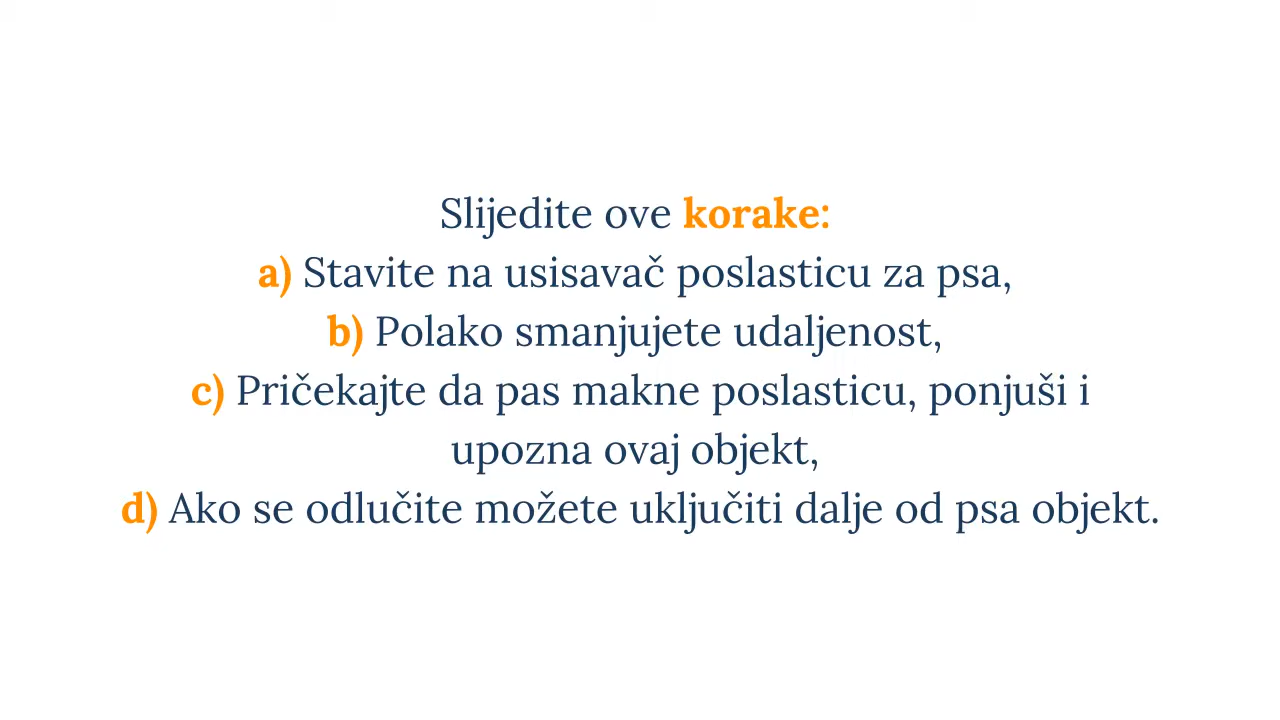 Slijedite ove korake:
a) Stavite na usisavač poslasticu za psa,
b) Polako smanjujete udaljenost,
c) Pričekajte da pas makne poslasticu, ponjuši i
upozna ovaj objekt,
d) Ako se odlučite možete uključiti dalje od psa objekt.